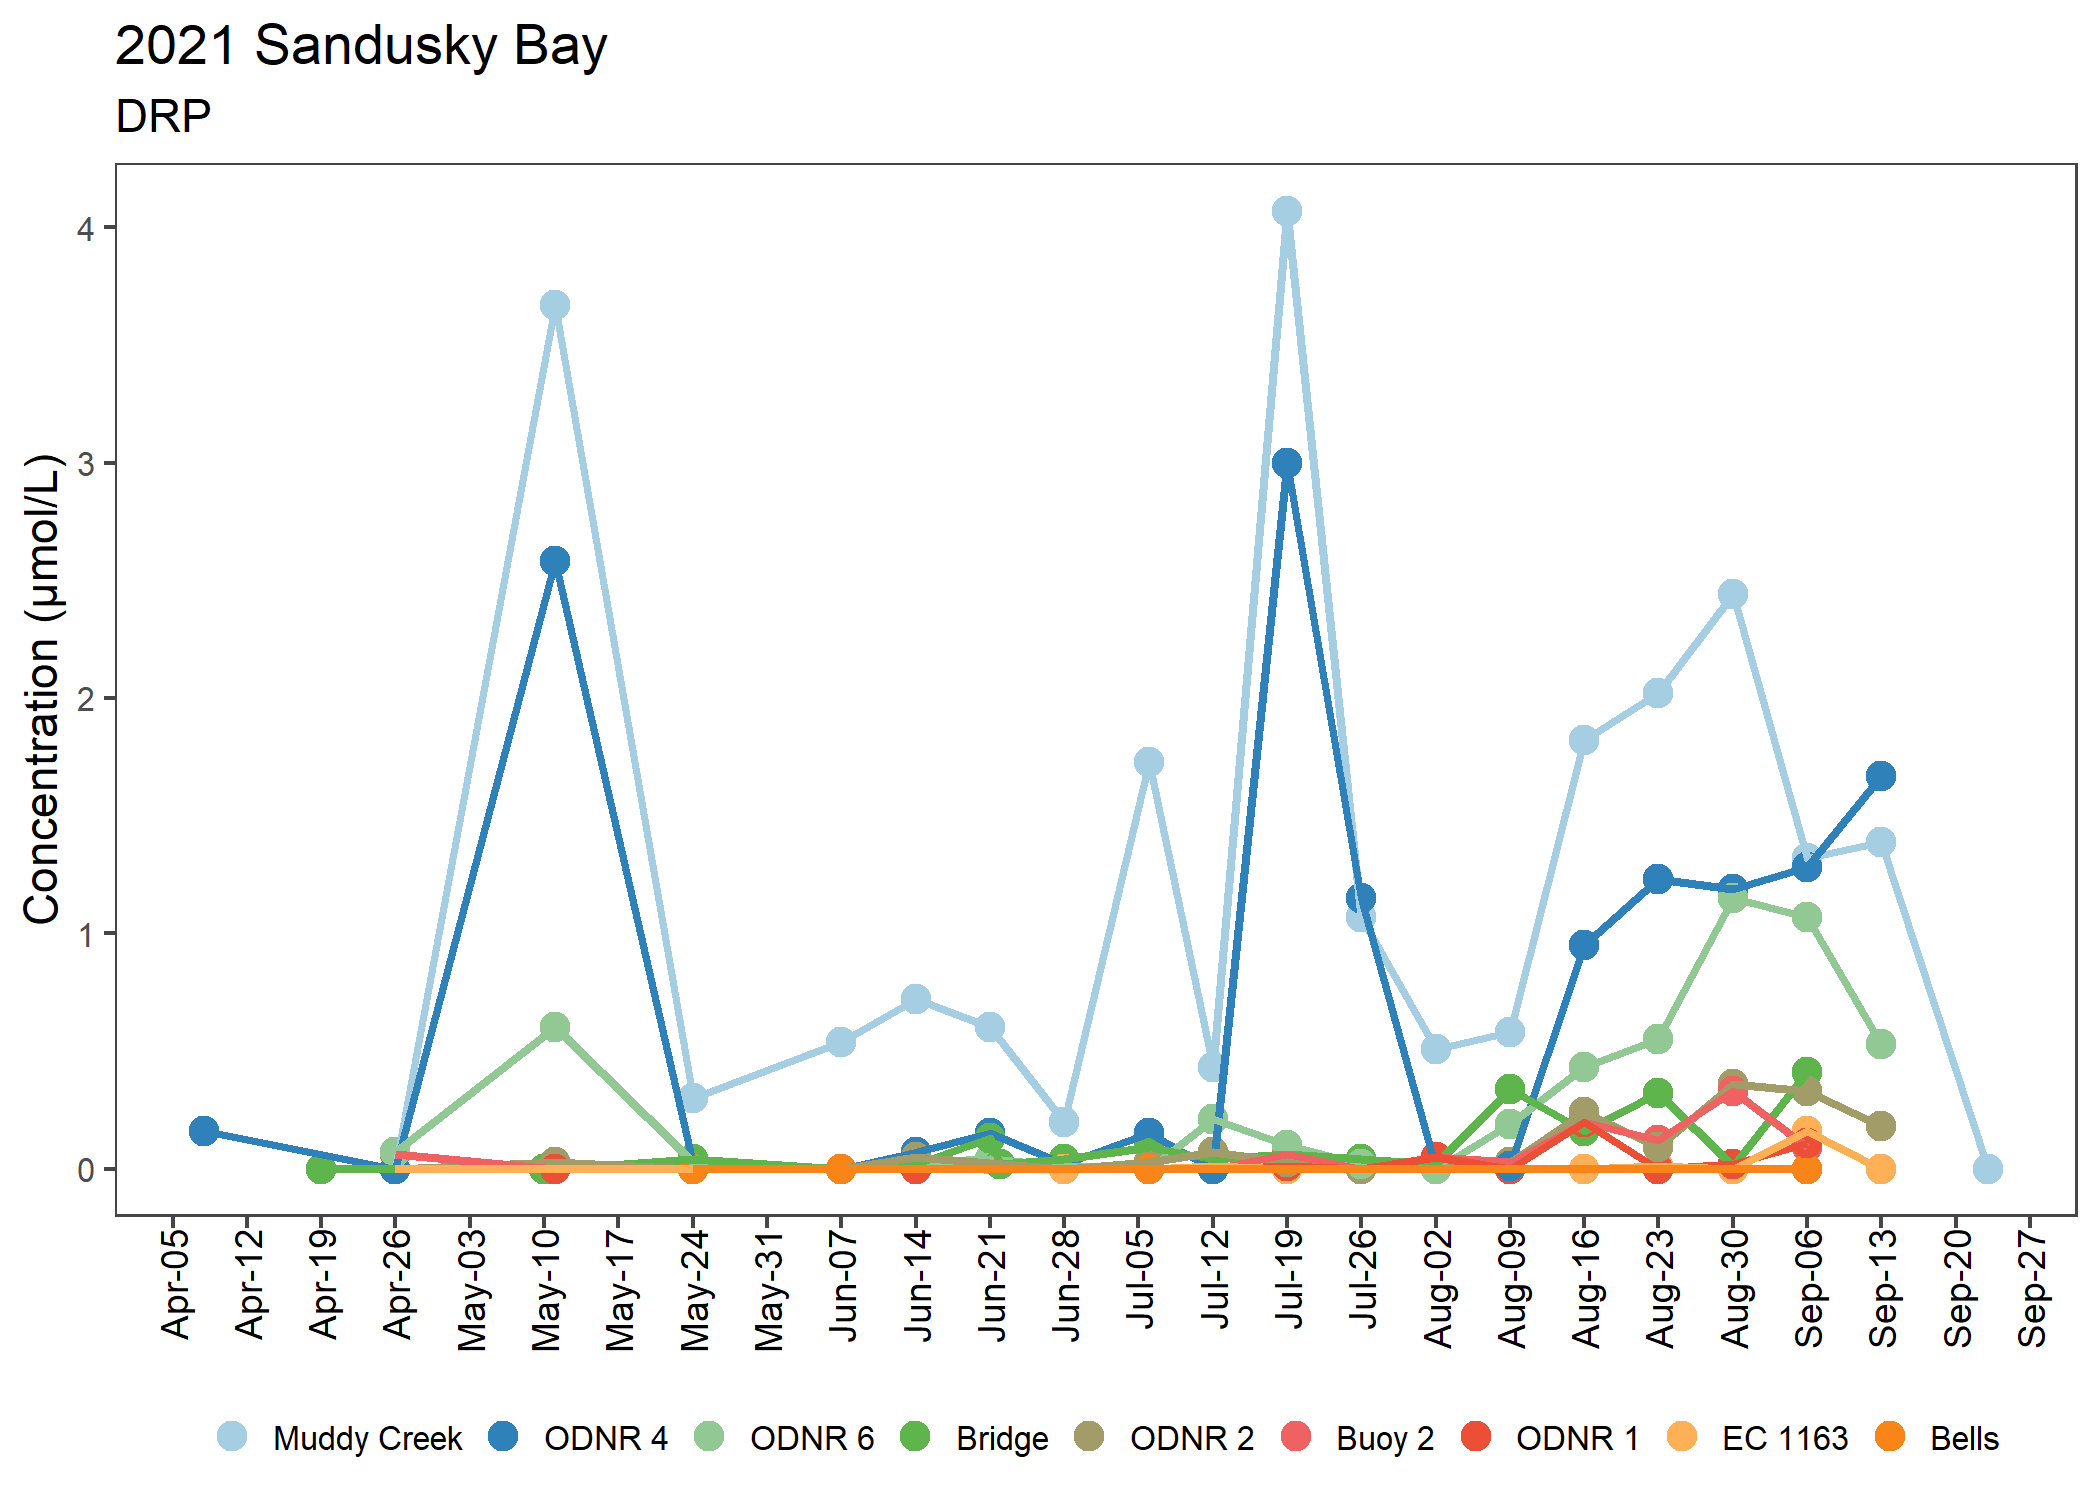 2021 Sandusky Bay
DRP
Concentration (µmol/L)
4
3
2
1
0
Apr-05
Apr-12
Apr-19
Apr-26
May-03
May-10
May-17
May-24
May-31
Jun-07
Jun-14
Jun-21
Jun-28
Jul-05
Jul-12
Jul-19
Jul-26
Aug-02
Aug-09
Aug-16
Aug-23
Aug-30
Sep-06
Sep-13
Sep-20
Sep-27
Muddy Creek ODNR 4 ODNR 6 Bridge ODNR 2 Buoy 2 ODNR 1 EC 1163 Bells